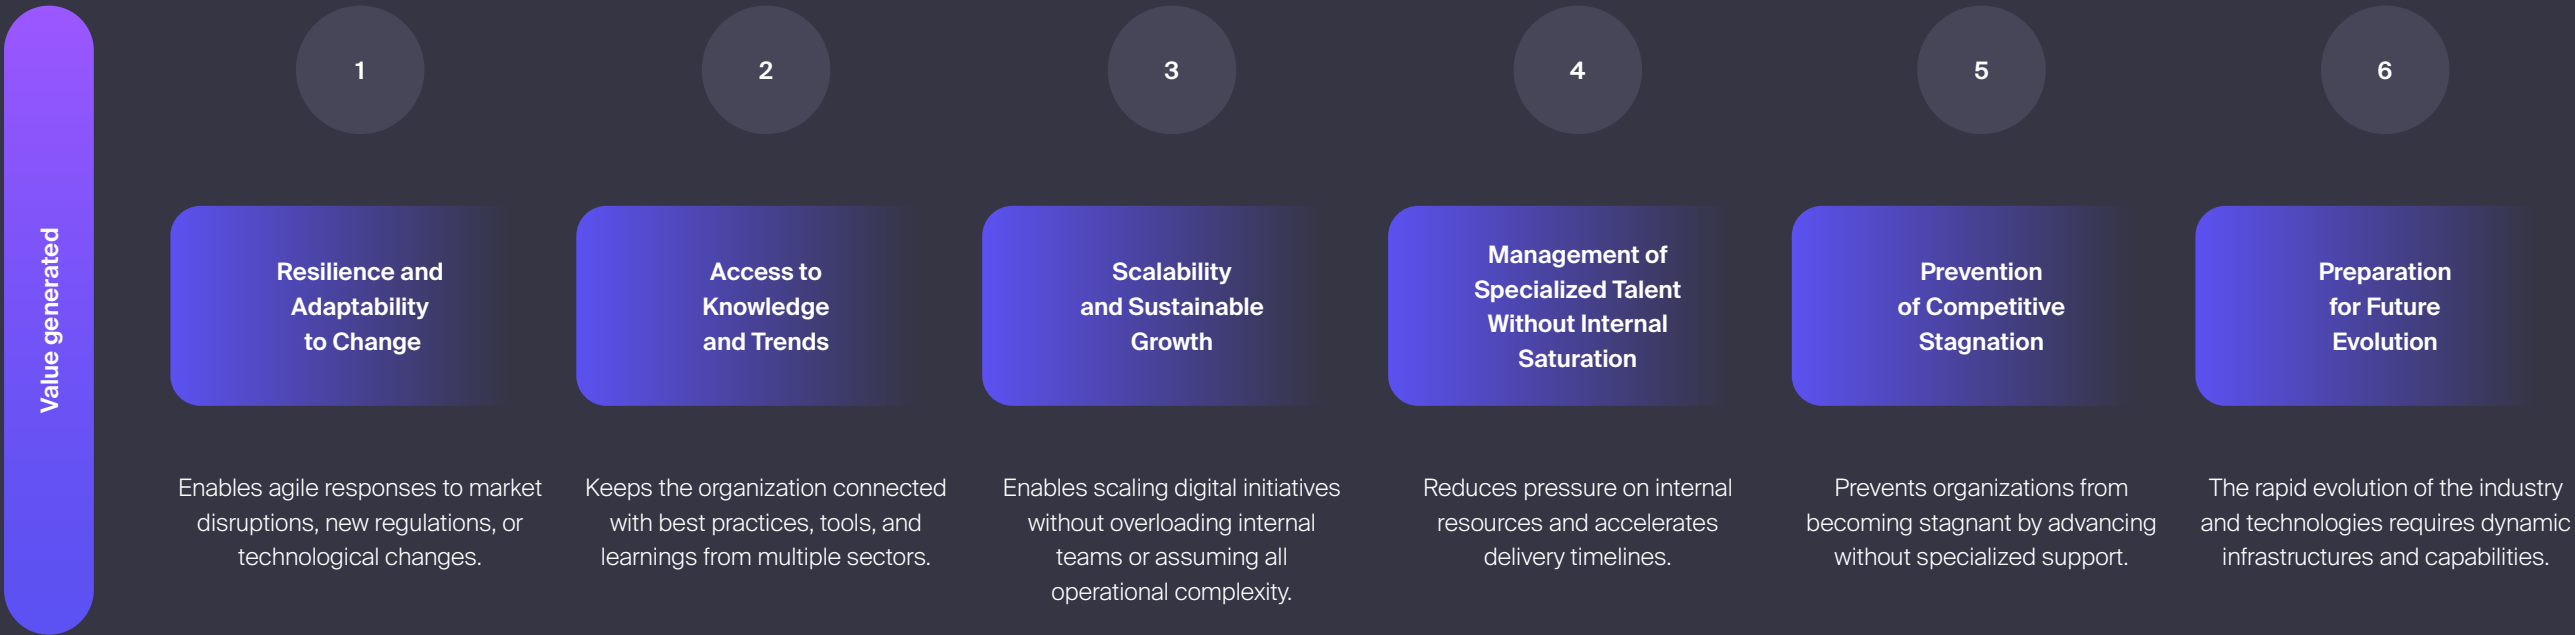 Value generated
1
Resilience and
Adaptability
to Change
Enables agile responses to market
disruptions, new regulations, or
technological changes.
2
Access to
Knowledge
and Trends
Keeps the organization connected
with best practices, tools, and
learnings from multiple sectors.
3
Scalability
and Sustainable
Growth
Enables scaling digital initiatives
without overloading internal
teams or assuming all
operational complexity.
4
Management of
Specialized Talent
Without Internal
Saturation
Reduces pressure on internal
resources and accelerates
delivery timelines.
5
Prevention
of Competitive
Stagnation
Prevents organizations from
becoming stagnant by advancing
without specialized support.
6
Preparation
for Future
Evolution
The rapid evolution of the industry
and technologies requires dynamic
infrastructures and capabilities.